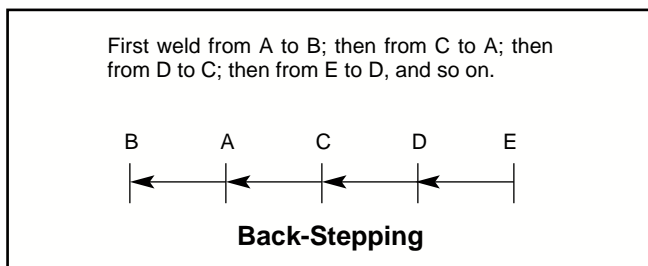 First weld from A to B; then from C to A; then
from D to C; then from E to D, and so on.
B A C D E
Back-Stepping